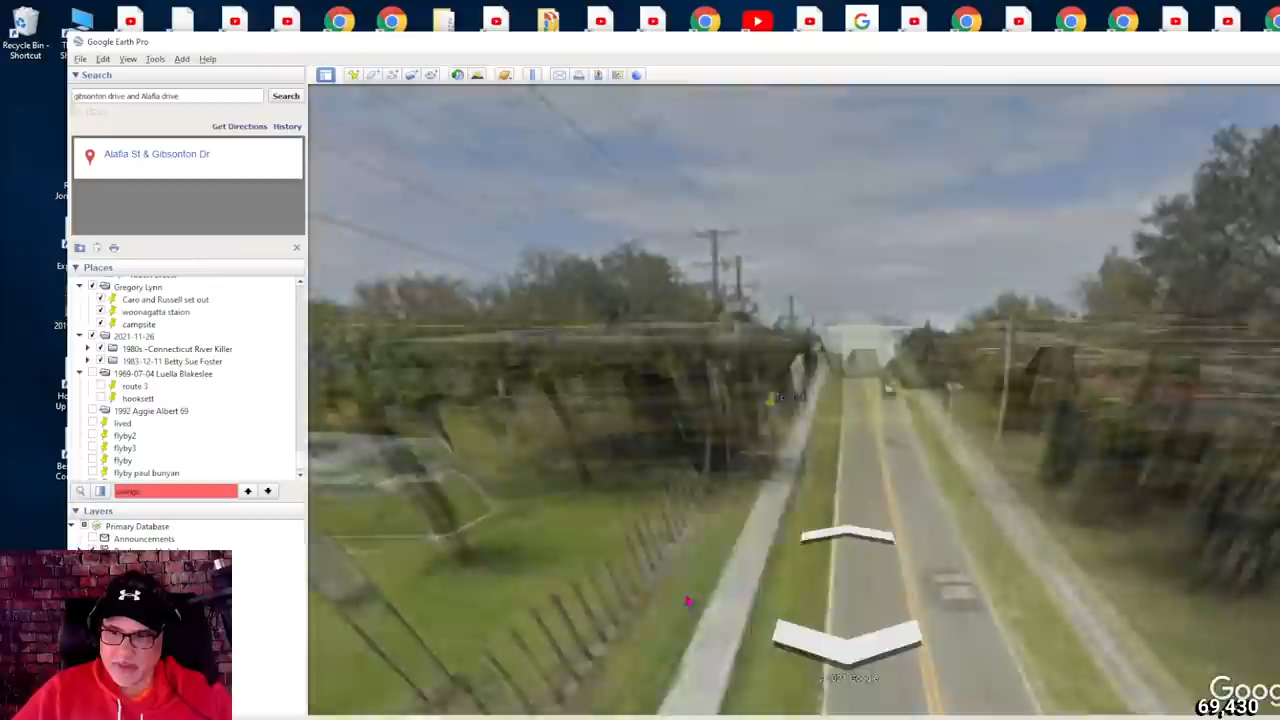 Recycle Bin -
Shortcut
Google Earth Pro
File Edit View Tools Add Help
Search
gibsonton drive and Alafia drive
Search
Get Directions History
Alafia St & Gibsonton Dr
Places
Gregory Lynn
Caro and Russell set out
woonagatta staion
campsite
2021-11-26
1980s -Connecticut River Killer
1983-12-11 Betty Sue Foster
1969-07-04 Luella Blakeslee
route 3
hooksett
1992 Aggie Albert 69
lived
flyby2
flyby3
flyby
flyby paul bunyan
Layers
Primary Database
Announcements
Goog
69,430